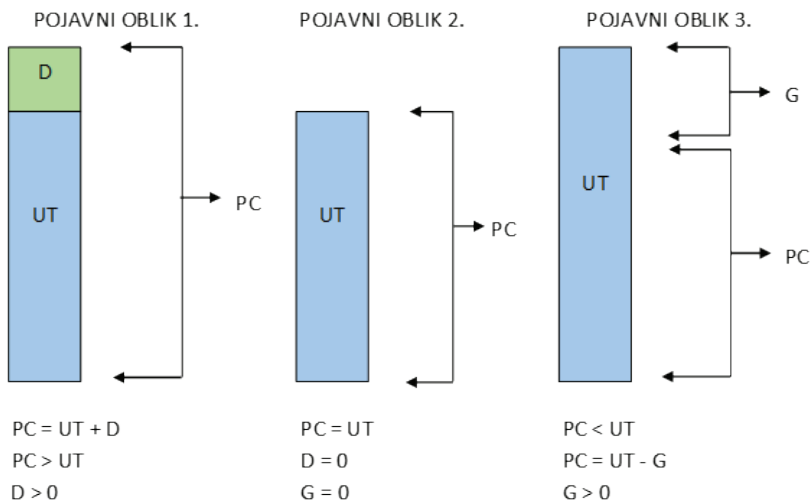 POJAVNI OBLIK 1.
D
UT
PC
PC = UT + D
PC > UT
D > 0
POJAVNI OBLIK 2.
UT
PC
PC = UT
D = 0
G = 0
POJAVNI OBLIK 3.
G
UT
PC
PC < UT
PC = UT - G
G > 0